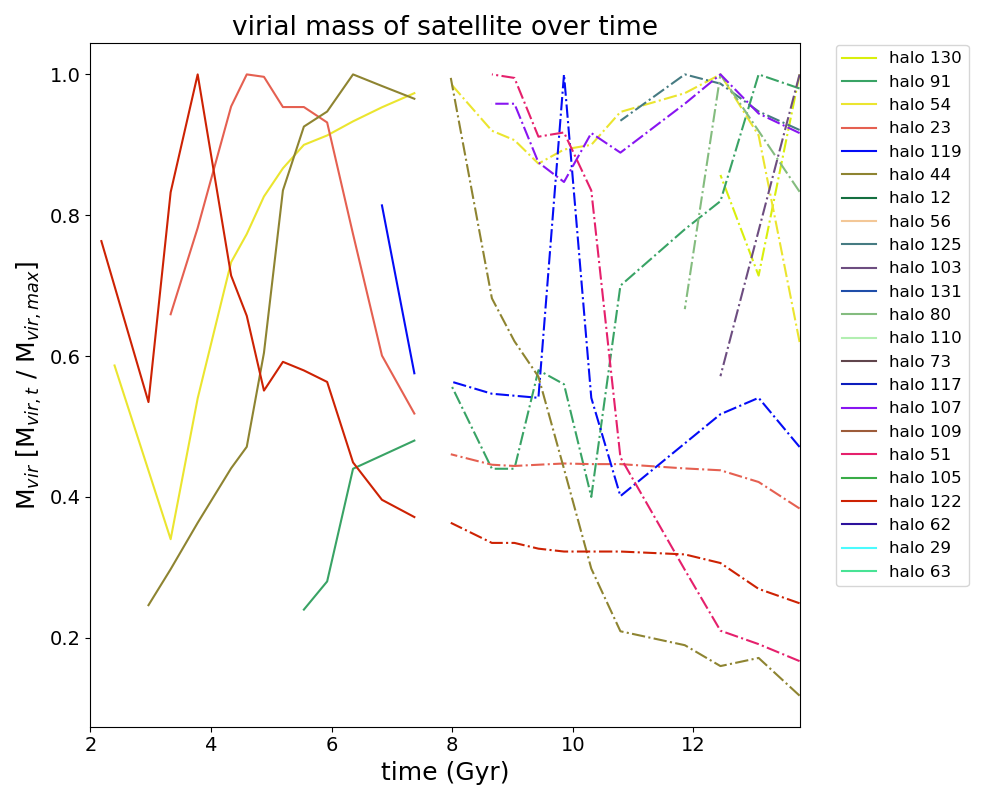 virial mass of satellite over time
M_{vir} [M_{vir, t} / M_{vir, max}]
1.0
0.8
0.6
0.4
0.2
2 4 6 8 10 12
time (Gyr)
halo 130
halo 91
halo 54
halo 23
halo 119
halo 44
halo 12
halo 56
halo 125
halo 103
halo 131
halo 80
halo 110
halo 73
halo 117
halo 107
halo 109
halo 51
halo 105
halo 122
halo 62
halo 29
halo 63